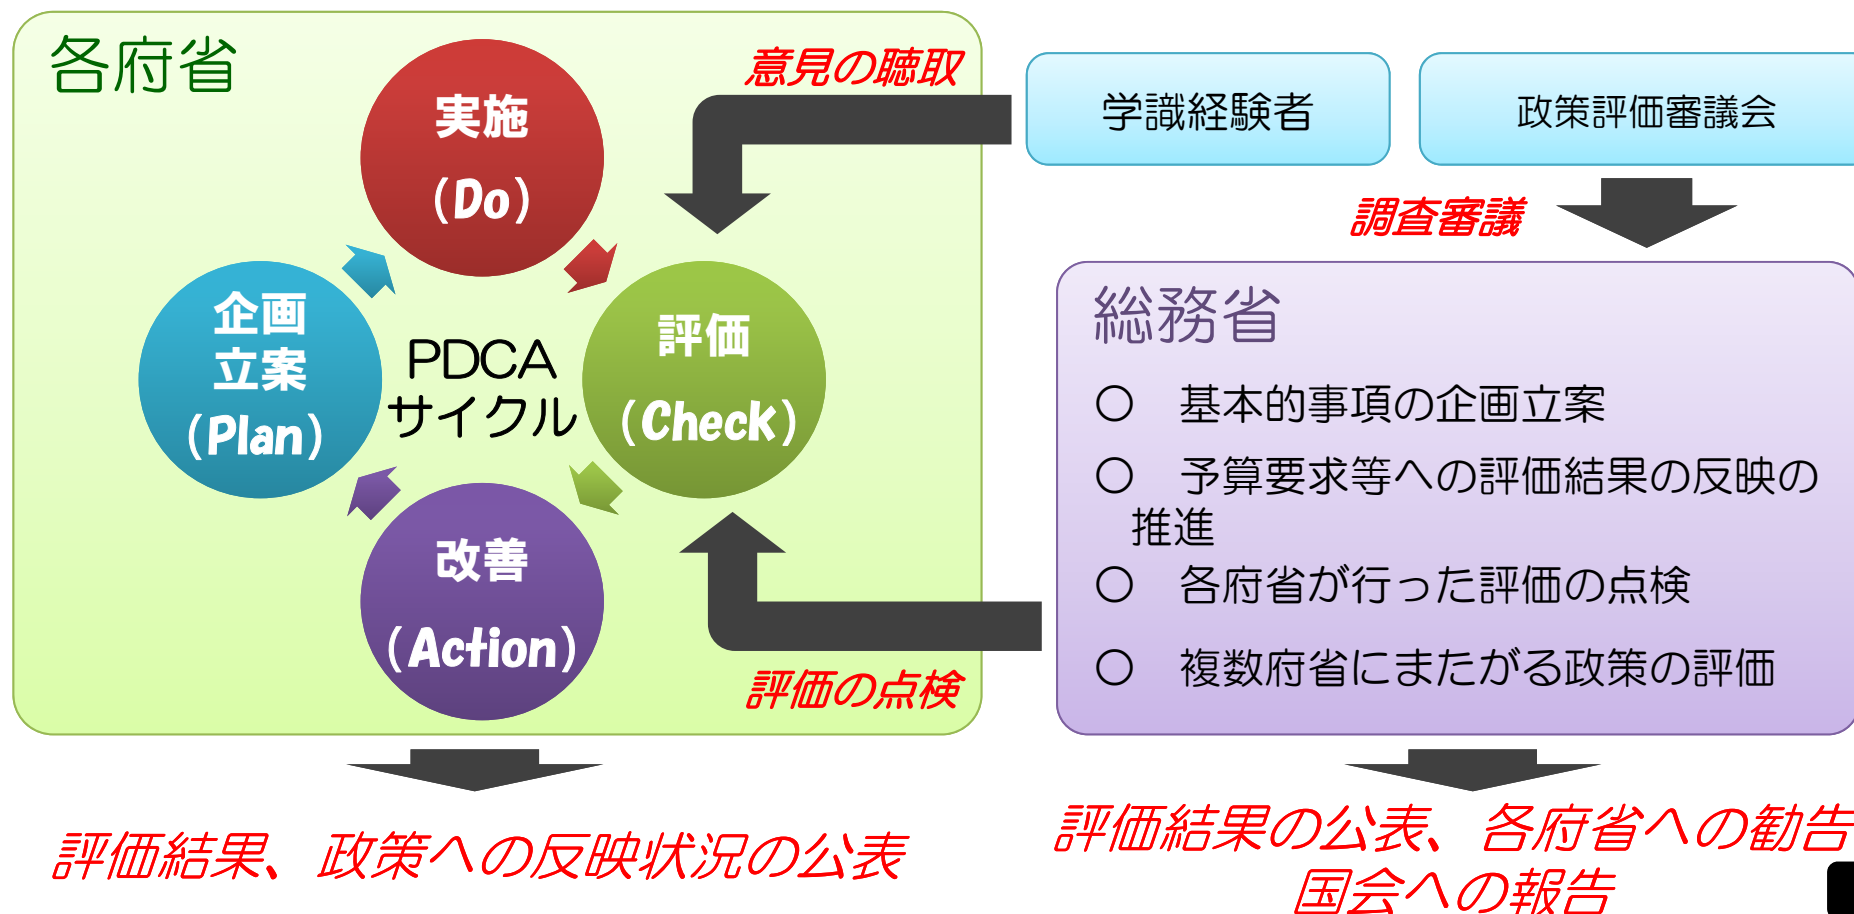 各府省
実施
(Do)
企画
立案
(Plan)
PDCA
サイクル
評価
(Check)
改善
(Action)
意見の聴取
評価の点検
評価結果、政策への反映状況の公表
学識経験者
政策評価審議会
調査審議
総務省
○　基本的事項の企画立案
○　予算要求等への評価結果の反映の
推進
○　各府省が行った評価の点検
○　複数府省にまたがる政策の評価
評価結果の公表、各府省への勧告
国会への報告